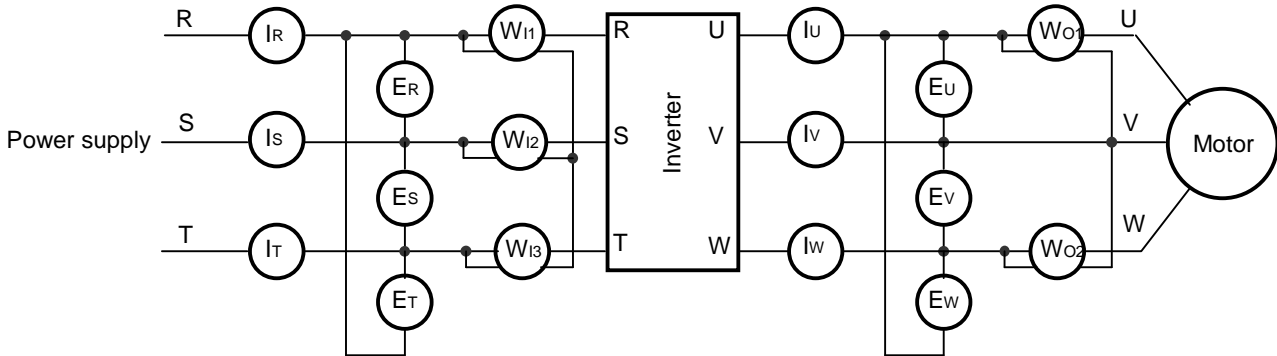 R IR WI1 R U IU WO1 U
ER EU
Power supply S IS WI2 S V IV V Motor
Inverter
ES EV
T IT WI3 T W IW WO2 W
ET EW